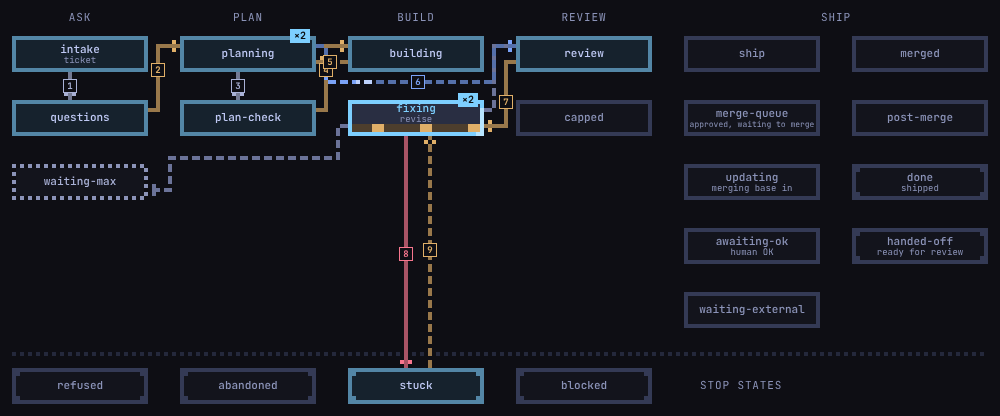 ASK PLAN BUILD REVIEW SHIP
×2
intake
ticket
planning
building
review
ship
merged
2
5
1
3
6
×2
7
questions
plan-check
fixing
revise
capped
merge-queue
approved, waiting to merge
post-merge
waiting-max
updating
merging base in
done
shipped
awaiting-ok
human OK
handed-off
ready for review
8
9
waiting-external
refused
abandoned
stuck
blocked
STOP STATES